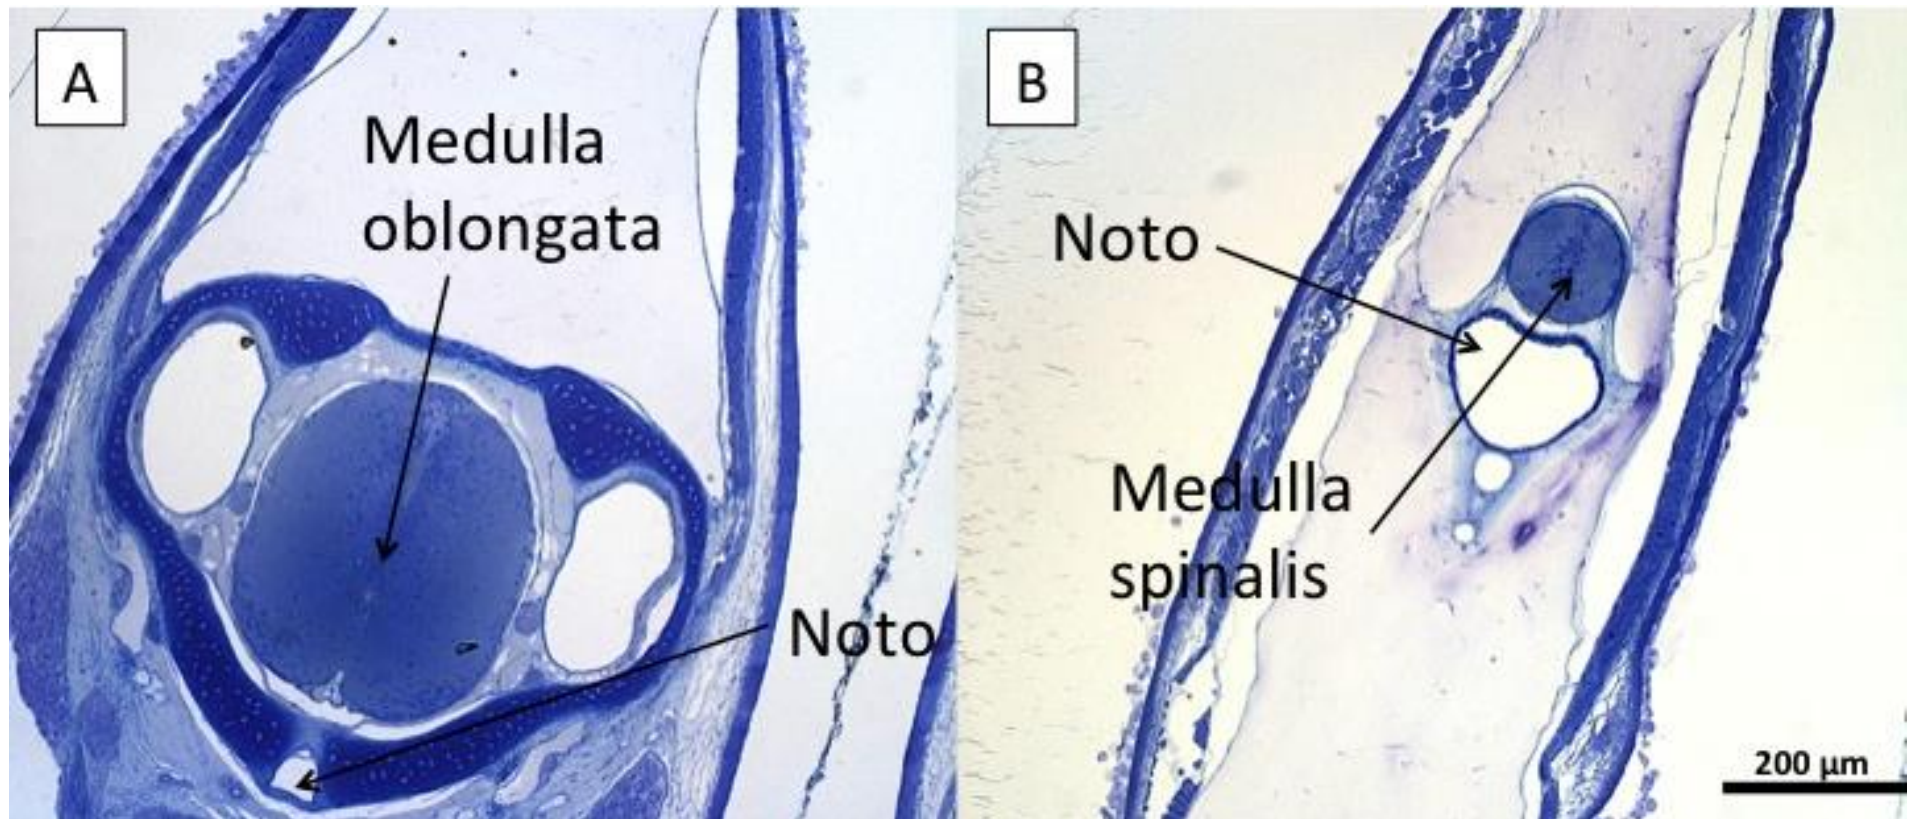 A
Medulla
oblongata
Noto
B
Noto
Medulla
spinalis
200 µm